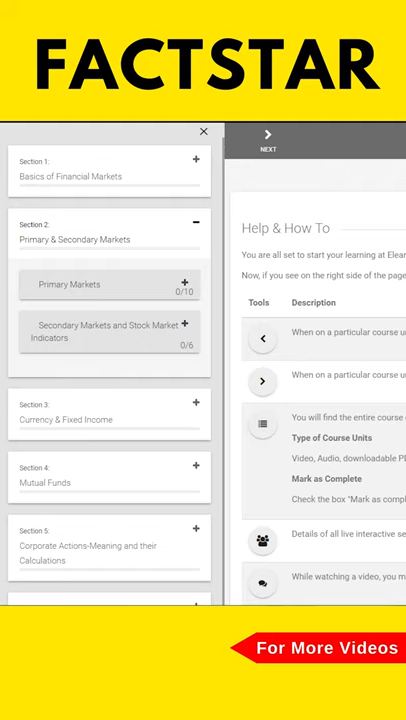 FACTSTAR
NEXT
Section 1:
Basics of Financial Markets
Section 2:
Primary & Secondary Markets
Primary Markets
0/10
Secondary Markets and Stock Market
Indicators
0/6
Section 3:
Currency & Fixed Income
Section 4:
Mutual Funds
Section 5:
Corporate Actions-Meaning and their
Calculations
Help & How To
You are all set to start your learning at Elear
Now, if you see on the right side of the page
Tools Description
When on a particular course u
When on a particular course u
You will find the entire course
Type of Course Units
Video, Audio, downloadable PD
Mark as Complete
Check the box "Mark as compl
Details of all live interactive se
While watching a video, you m
For More Videos